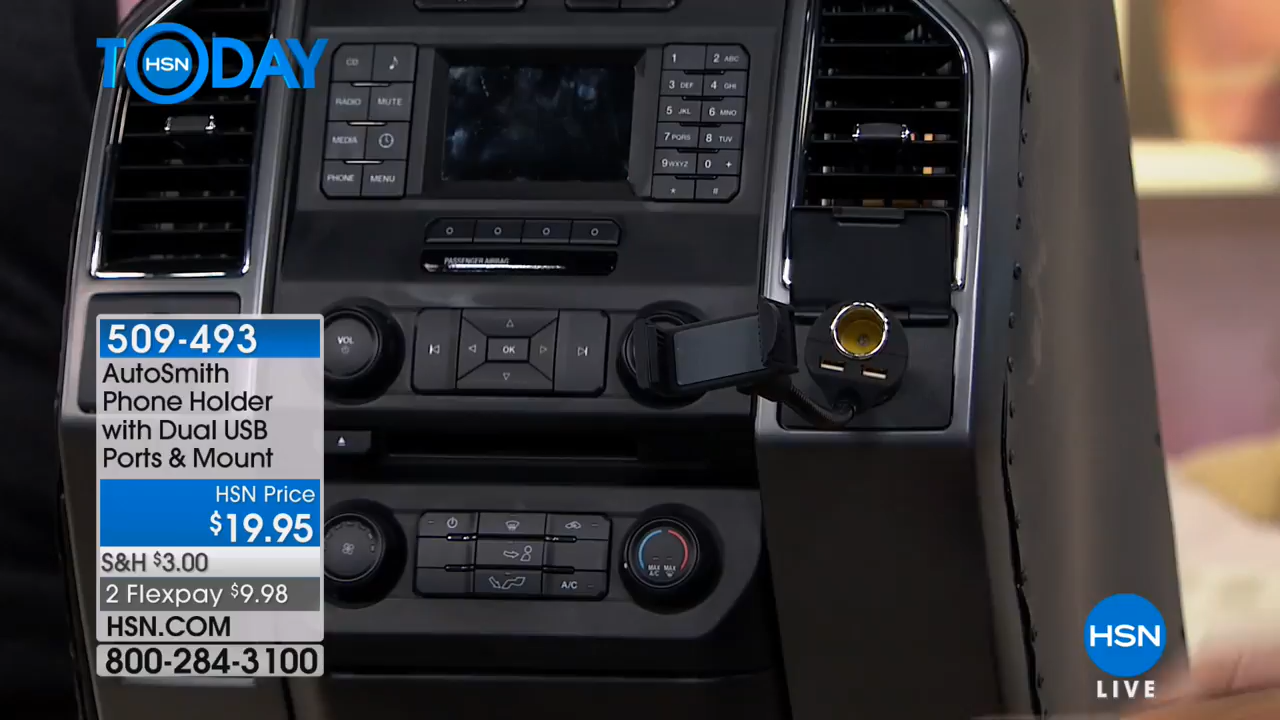 TODAY
HSN
CD
1
2 ABC
RADIO
MUTE
3 DEF
4 GHI
5 JKL
6 MNO
MEDIA
7 PQRS
8 TUV
PHONE
MENU
9 WXYZ
0 +
*
#
PASSENGER AIRBAG
VOL
OK
509-493
AutoSmith
Phone Holder
with Dual USB
Ports & Mount
HSN Price
$19.95
S&H $3.00
2 Flexpay $9.98
HSN.COM
800-284-3100
A/C
MAX MAX
A/C
HSN
LIVE